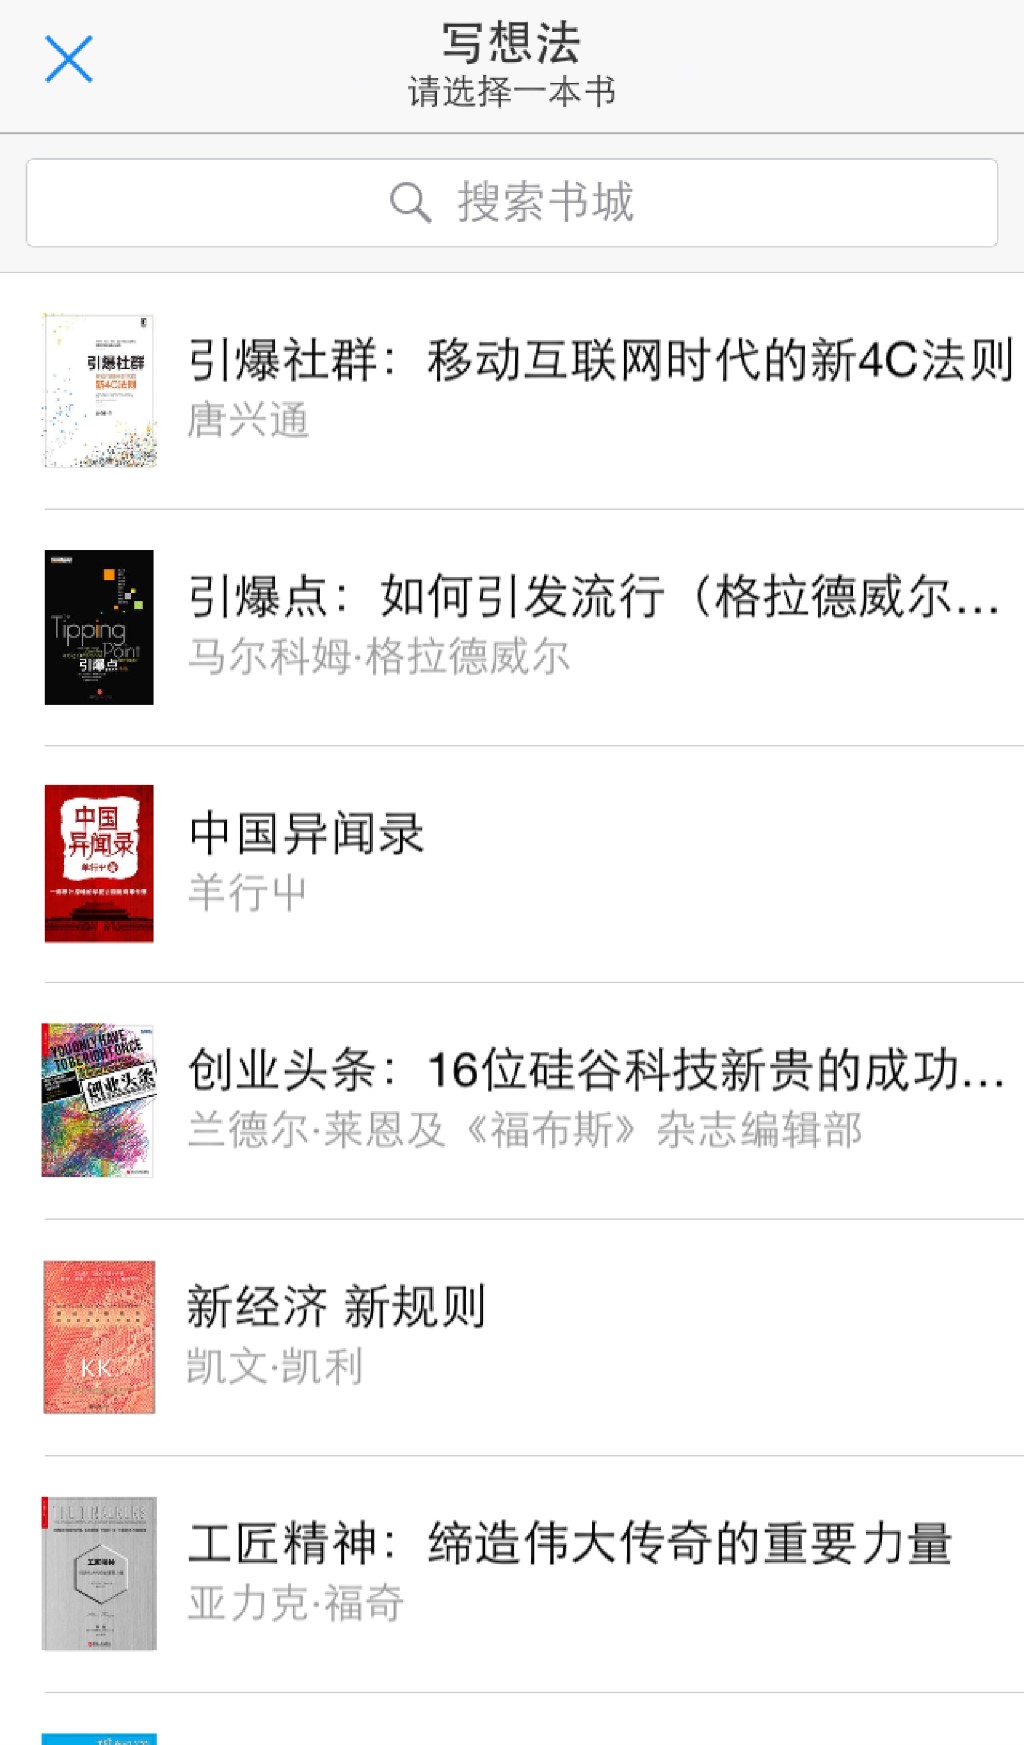 写想法
请选择一本书
搜索书城
引爆社群
新4C法则
引爆社群：移动互联网时代的新4C法则
唐兴通
Tipping
Point
引爆点
引爆点：如何引发流行（格拉德威尔...
马尔科姆·格拉德威尔
中国
异闻录
羊行屮
中国异闻录
羊行屮
YOU ONLY HAVE
TO BE RIGHT ONCE
创业头条
创业头条：16位硅谷科技新贵的成功...
兰德尔·莱恩及《福布斯》杂志编辑部
KK
新经济 新规则
凯文·凯利
工匠精神
工匠精神：缔造伟大传奇的重要力量
亚力克·福奇